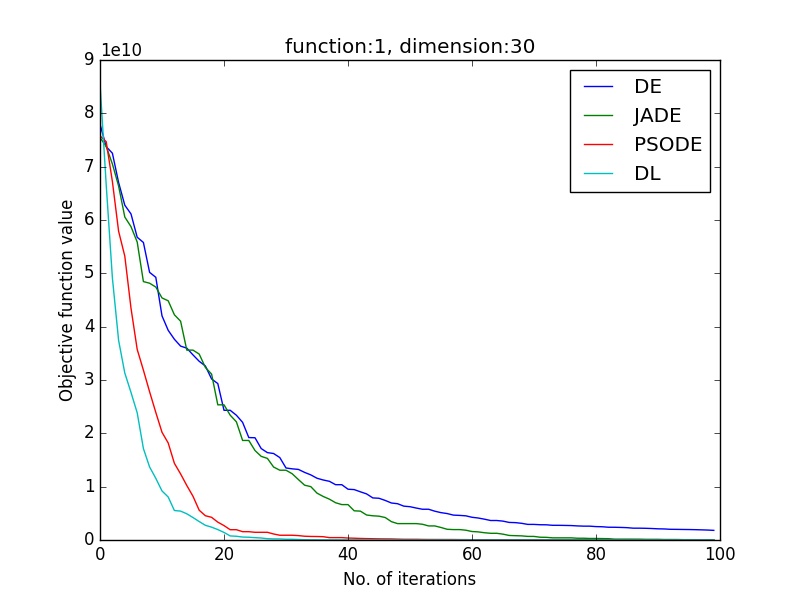 function:1, dimension:30
1e10
9
8
7
6
5
4
3
2
1
0
Objective function value
DE
JADE
PSODE
DL
0 20 40 60 80 100
No. of iterations